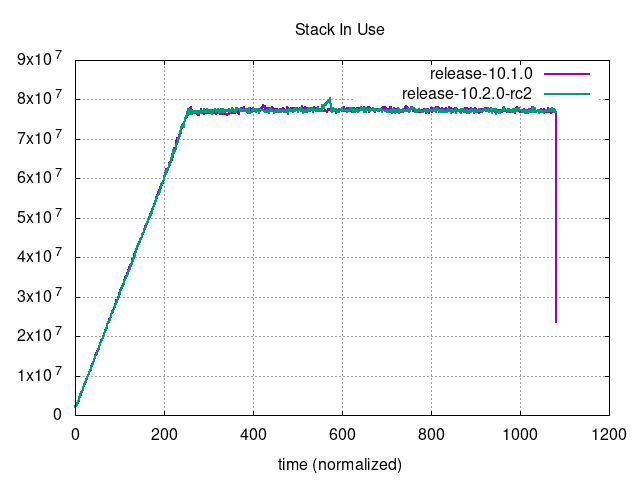 Stack In Use
9x10^7
8x10^7
7x10^7
6x10^7
5x10^7
4x10^7
3x10^7
2x10^7
1x10^7
0
0 200 400 600 800 1000 1200
time (normalized)
release-10.1.0
release-10.2.0-rc2